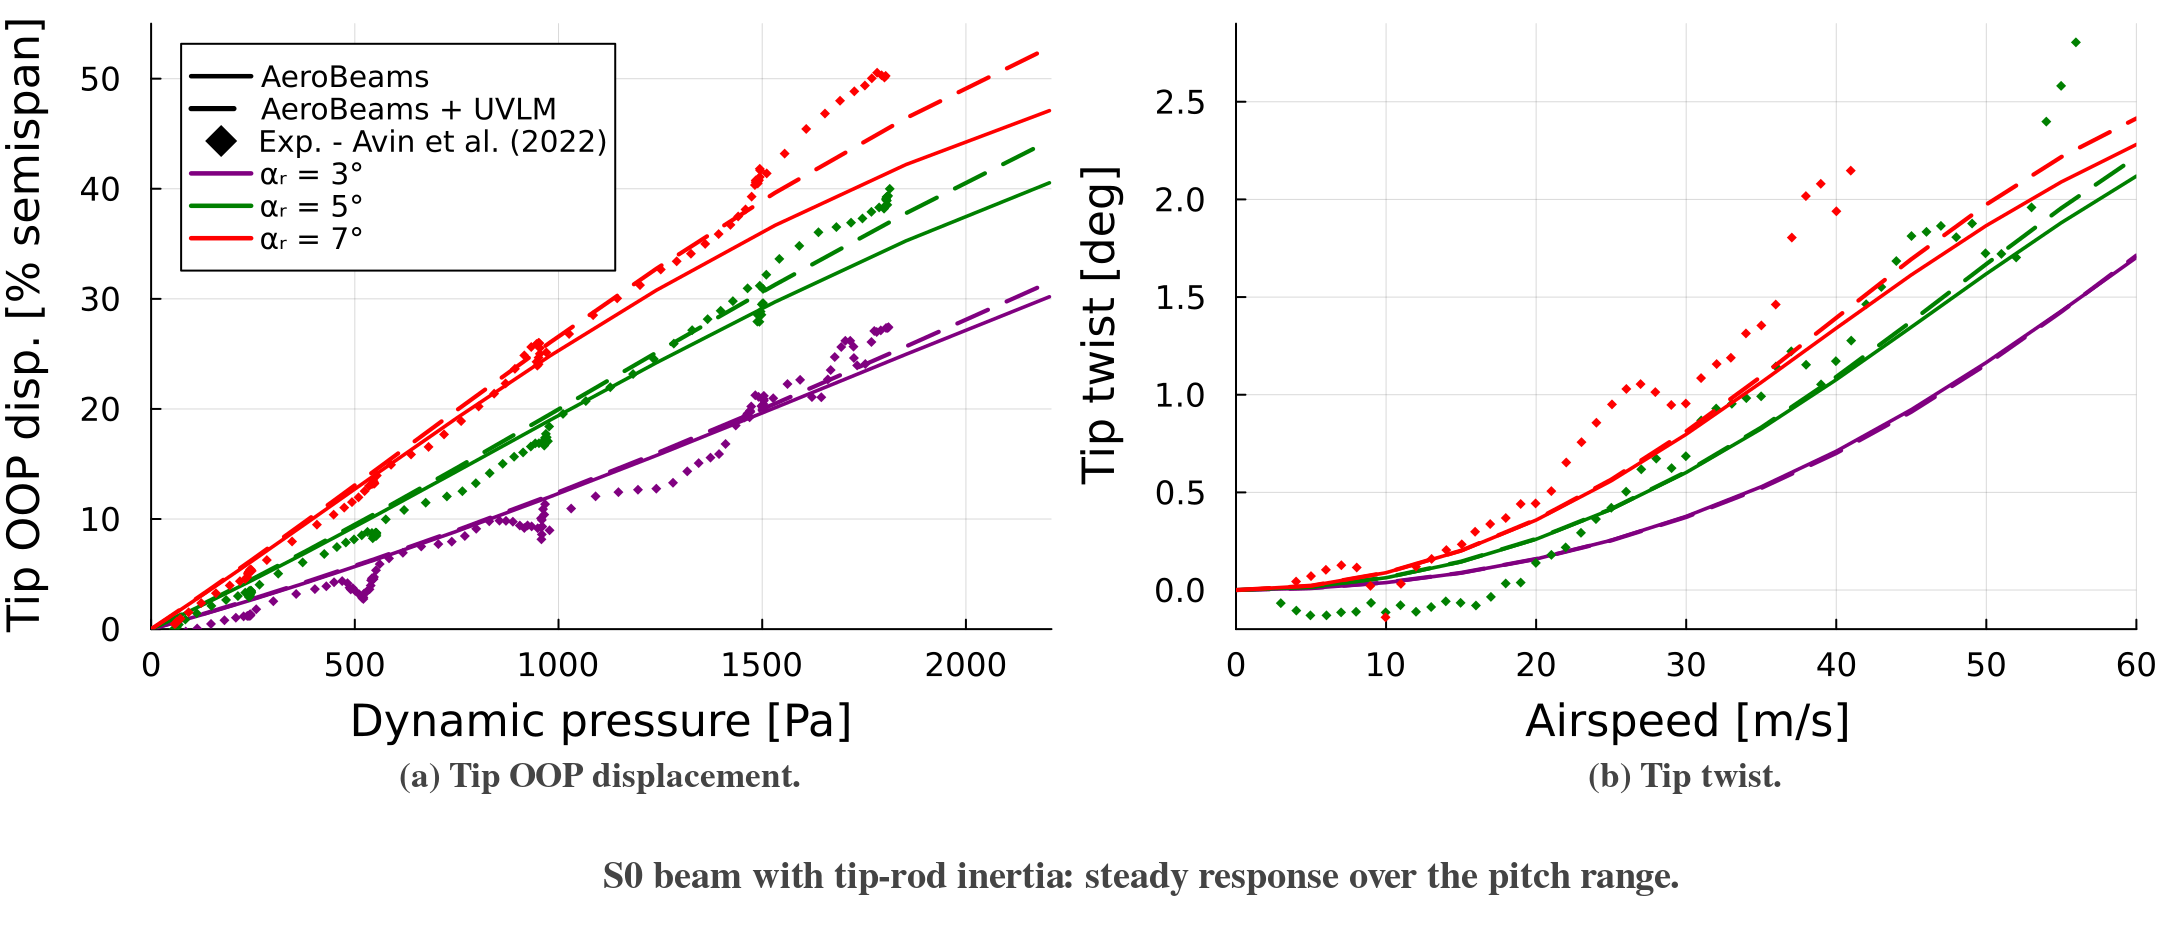 Tip OOP disp. [% semispan]
50
40
30
20
10
0
AeroBeams
AeroBeams + UVLM
Exp. - Avin et al. (2022)
αᵣ = 3°
αᵣ = 5°
αᵣ = 7°
0 500 1000 1500 2000
Dynamic pressure [Pa]
(a) Tip OOP displacement.
Tip twist [deg]
2.5
2.0
1.5
1.0
0.5
0.0
0 10 20 30 40 50 60
Airspeed [m/s]
(b) Tip twist.
S0 beam with tip-rod inertia: steady response over the pitch range.